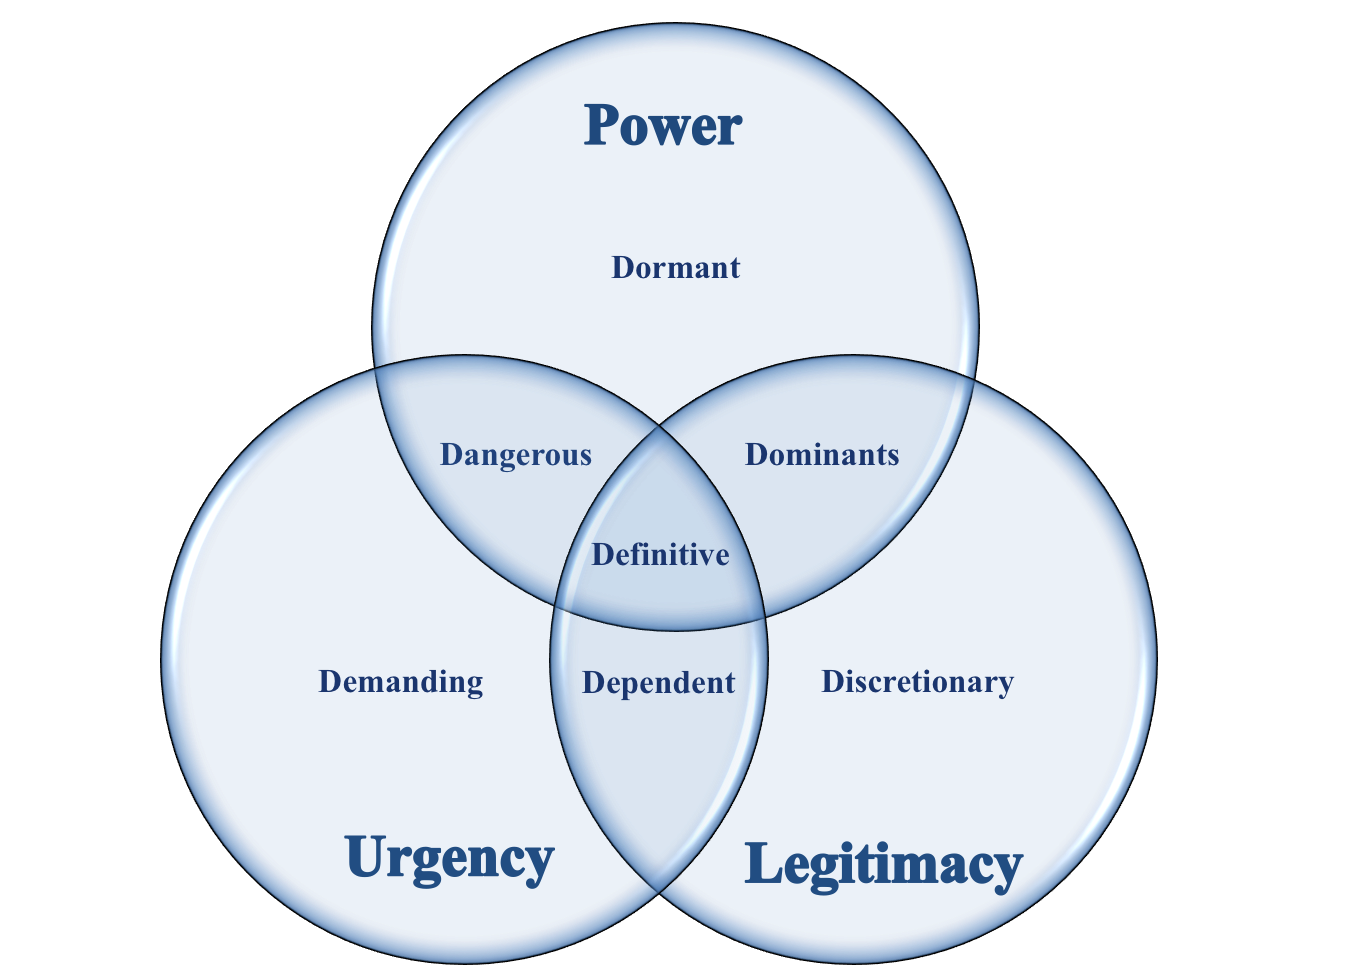 Power
Dormant
Dangerous
Dominants
Definitive
Demanding
Dependent
Discretionary
Urgency
Legitimacy